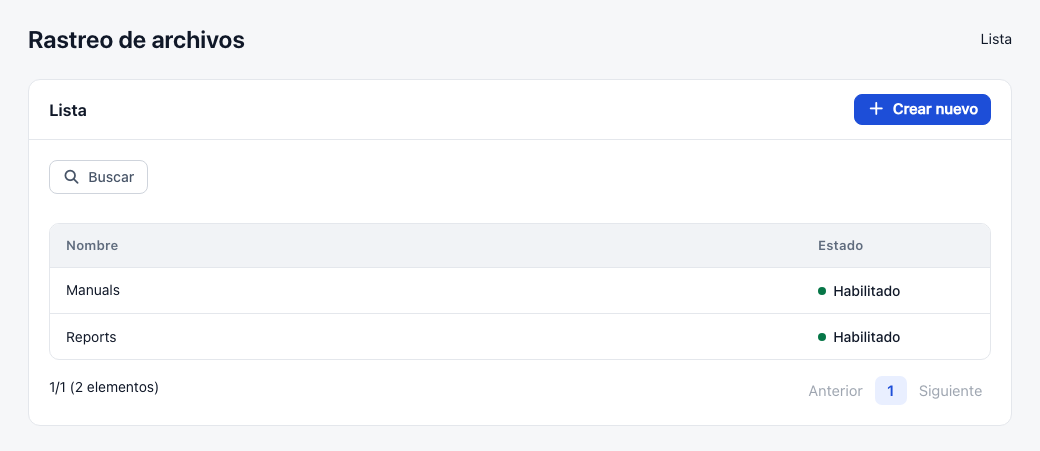 Rastreo de archivos
Lista
Lista
Crear nuevo
Buscar
Nombre Estado
Manuals Habilitado
Reports Habilitado
1/1 (2 elementos)
Anterior 1 Siguiente